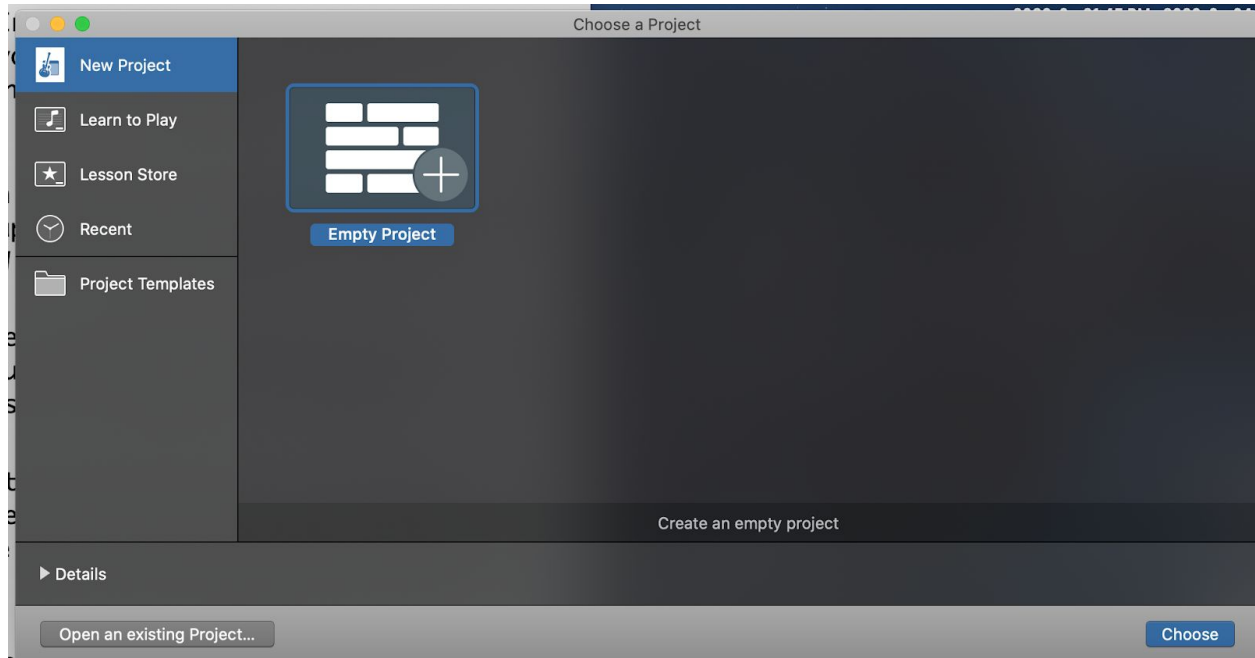 Choose a Project
New Project
Learn to Play
Lesson Store
Recent
Project Templates
Empty Project
Create an empty project
Details
Open an existing Project...
Choose